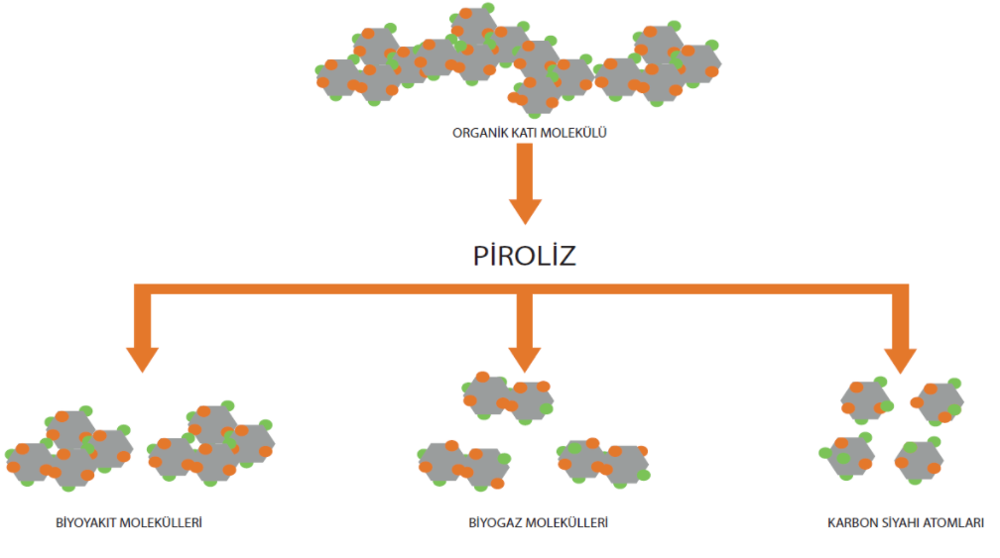 ORGANİK KATI MOLEKÜLÜ
PİROLİZ
BİYOYAKIT MOLEKÜLLERİ
BİYOGAZ MOLEKÜLLERİ
KARBON SİYAHI ATOMLARI